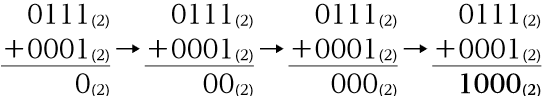 0111(2) 0111(2) 0111(2) 0111(2)
+0001(2) → +0001(2) → +0001(2) → +0001(2)
0(2) 00(2) 000(2) 1000(2)